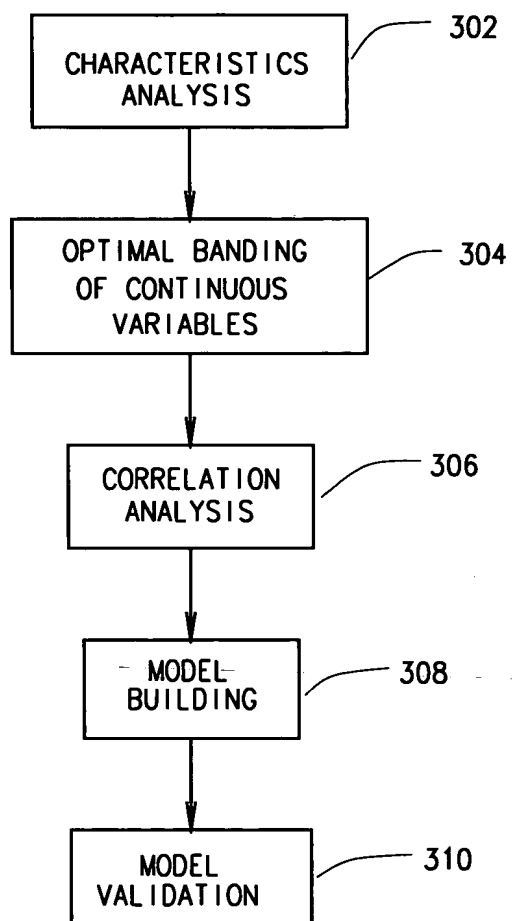 302
CHARACTERISTICS
ANALYSIS
OPTIMAL BANDING
OF CONTINUOUS
VARIABLES
304
CORRELATION
ANALYSIS
306
MODEL
BUILDING
308
MODEL
VALIDATION
310